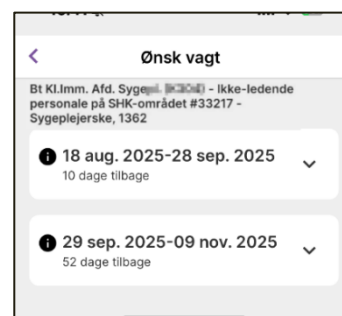 Ønsk vagt
Bt Kl.Imm. Afd. - Ikke-ledende
personale på SHK-området #33217 -
Sygeplejerske, 1362
18 aug. 2025-28 sep. 2025
10 dage tilbage
29 sep. 2025-09 nov. 2025
52 dage tilbage